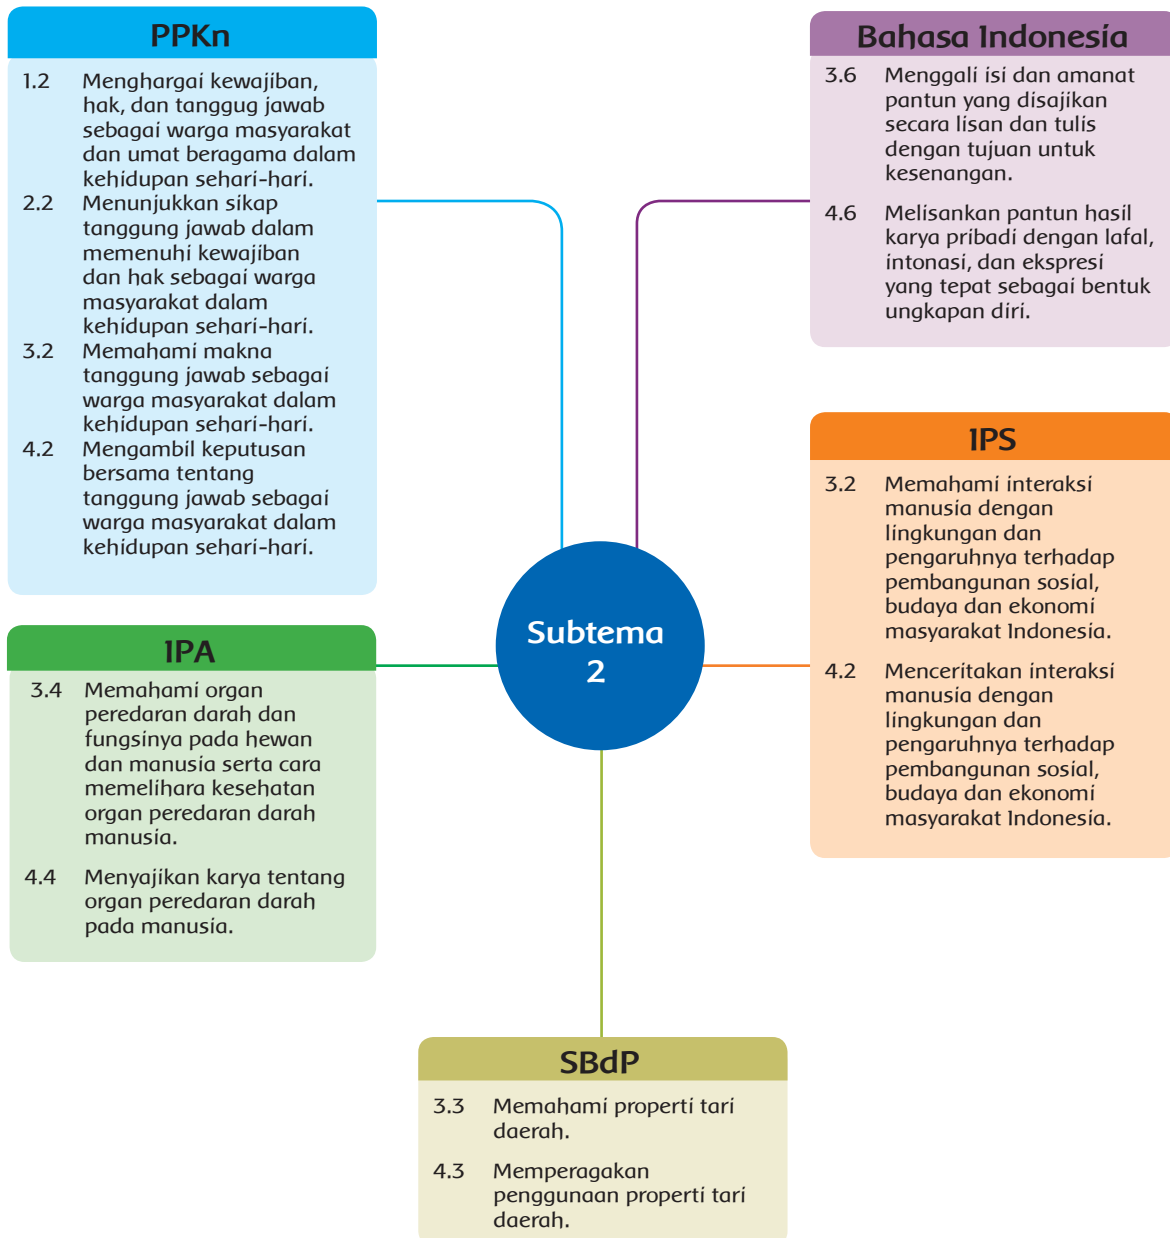 PPKn
1.2 Menghargai kewajiban,
hak, dan tanggug jawab
sebagai warga masyarakat
dan umat beragama dalam
kehidupan sehari-hari.
2.2 Menunjukkan sikap
tanggung jawab dalam
memenuhi kewajiban
dan hak sebagai warga
masyarakat dalam
kehidupan sehari-hari.
3.2 Memahami makna
tanggung jawab sebagai
warga masyarakat dalam
kehidupan sehari-hari.
4.2 Mengambil keputusan
bersama tentang
tanggung jawab sebagai
warga masyarakat dalam
kehidupan sehari-hari.
Bahasa Indonesia
3.6 Menggali isi dan amanat
pantun yang disajikan
secara lisan dan tulis
dengan tujuan untuk
kesenangan.
4.6 Melisankan pantun hasil
karya pribadi dengan lafal,
intonasi, dan ekspresi
yang tepat sebagai bentuk
ungkapan diri.
IPS
3.2 Memahami interaksi
manusia dengan
lingkungan dan
pengaruhnya terhadap
pembangunan sosial,
budaya dan ekonomi
masyarakat Indonesia.
4.2 Menceritakan interaksi
manusia dengan
lingkungan dan
pengaruhnya terhadap
pembangunan sosial,
budaya dan ekonomi
masyarakat Indonesia.
Subtema
2
IPA
3.4 Memahami organ
peredaran darah dan
fungsinya pada hewan
dan manusia serta cara
memelihara kesehatan
organ peredaran darah
manusia.
4.4 Menyajikan karya tentang
organ peredaran darah
pada manusia.
SBdP
3.3 Memahami properti tari
daerah.
4.3 Memperagakan
penggunaan properti tari
daerah.